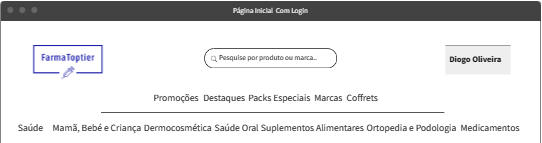 Página Inicial Com Login
FarmaToptier
Pesquise por produto ou marca..
Diogo Oliveira
Promoções Destaques Packs Especiais Marcas Coffrets
Saúde Mamã, Bebé e Criança Dermocosmética Saúde Oral Suplementos Alimentares Ortopedia e Podologia Medicamentos